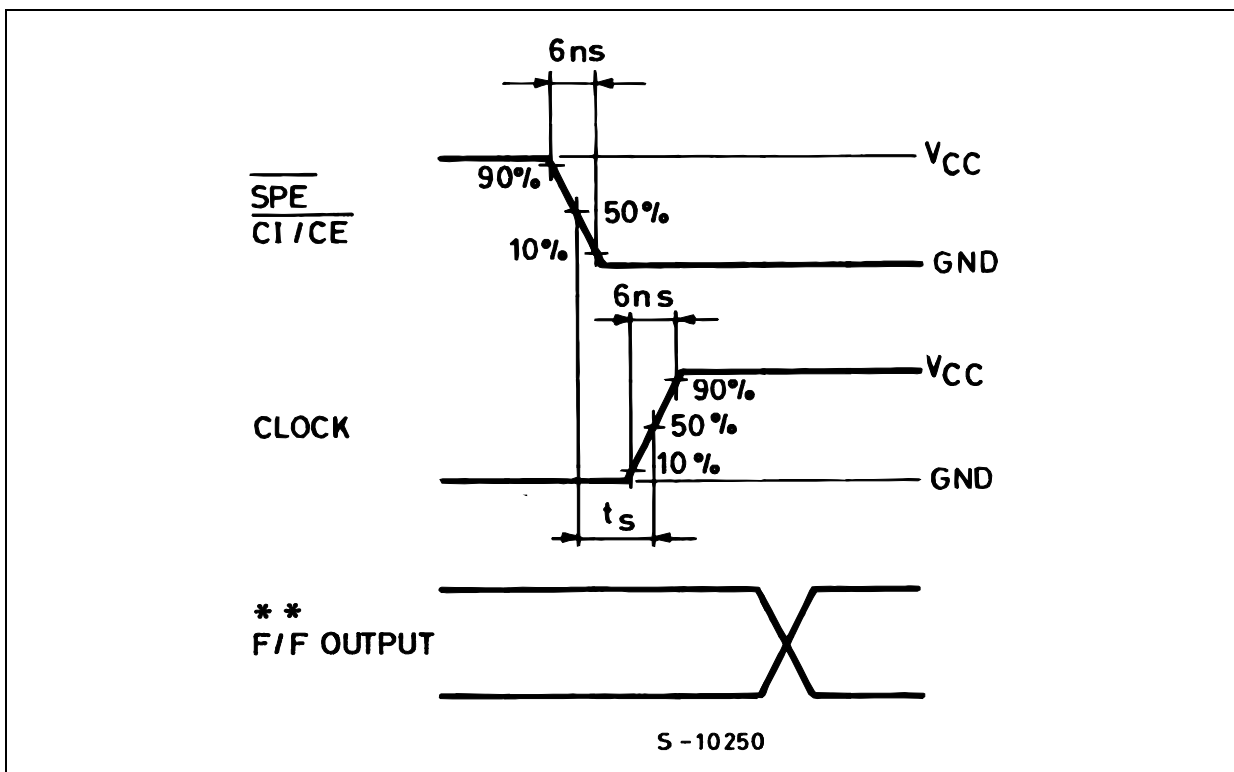 6ns
VCC
90%
SPE
50%
CI/CE
10%
GND
6ns
VCC
90%
CLOCK
50%
10%
GND
ts
**
F/F OUTPUT
S-10250